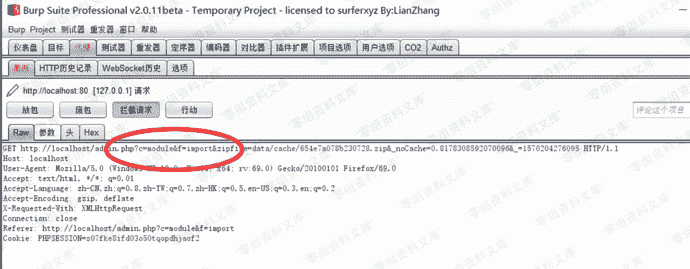 Burp Suite Professional v2.0.11beta - Temporary Project - licensed to surferxyz By:LianZhang
Burp Project 测试器 重发器 窗口 帮助
仪表盘 目标 代理 测试器 重发器 定序器 编码器 对比器 插件扩展 项目选项 用户选项 CO2 Authz
截断 HTTP历史记录 WebSocket历史 选项
http://localhost:80 [127.0.0.1] 请求
放包 废包 拦截请求 行动 评论这个项目
Raw 参数 头 Hex
GET http://localhost/admin.php?c=module&f=import&zipfile=data/cache/654e7a078b230728.zip&_noCache=0.8178308592070096&_=1570204276095 HTTP/1.1
Host: localhost
User-Agent: Mozilla/5.0 (Windows rv:69.0) Gecko/20100101 Firefox/69.0
Accept: text/html, */*; q=0.01
Accept-Language: zh-CN,zh;q=0.8,zh-TW;q=0.7,zh-HK;q=0.5,en-US;q=0.3,en;q=0.2
Accept-Encoding: gzip, deflate
X-Requested-With: XMLHttpRequest
Connection: close
Referer: http://localhost/admin.php?c=module&f=import
Cookie: PHPSESSION=z07fke8ifd03o50tqopdhjaof2
零组资料文库